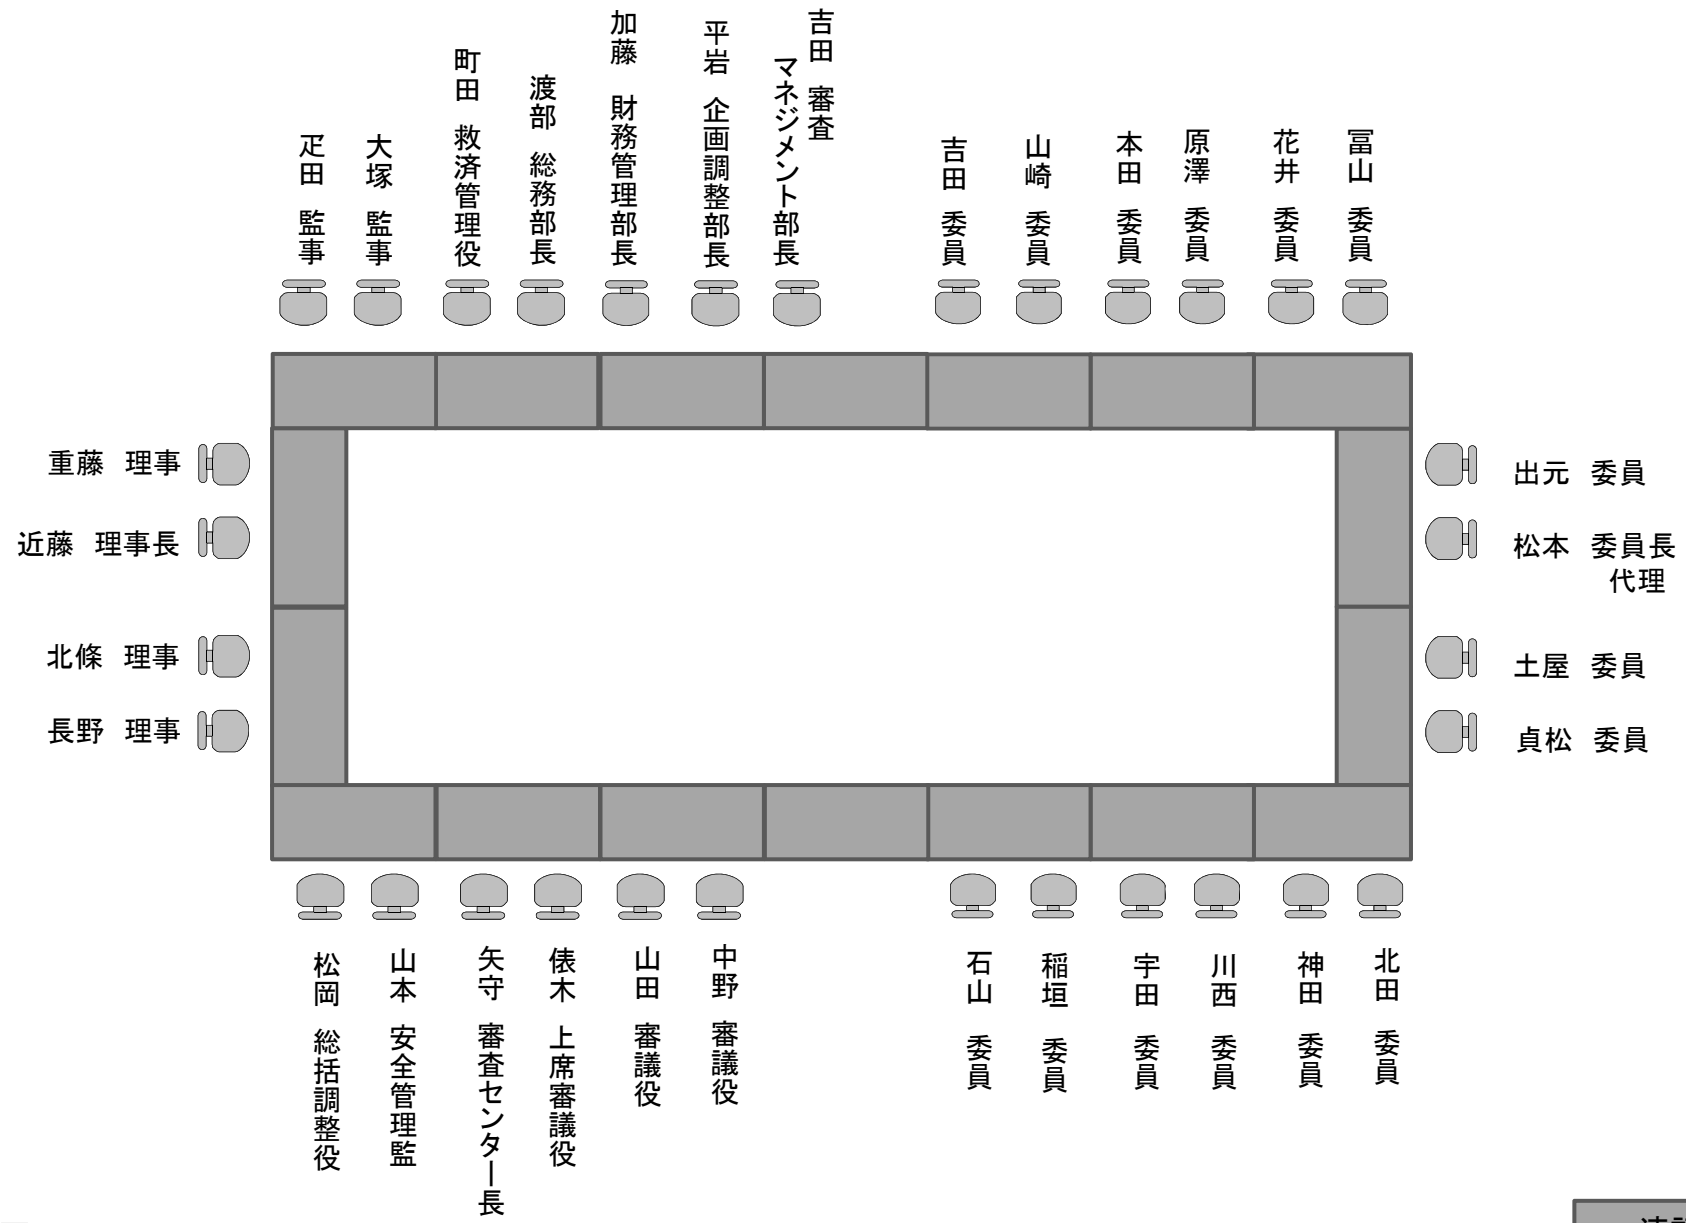 疋田 監事
大塚 監事
町田 救済管理役
渡部 総務部長
加藤 財務管理部長
平岩 企画調整部長
吉田 審査
マネジメント部長
吉田 委員
山崎 委員
本田 委員
原澤 委員
花井 委員
冨山 委員
重藤 理事
近藤 理事長
北條 理事
長野 理事
出元 委員
松本 委員長
代理
土屋 委員
貞松 委員
松岡 総括調整役
山本 安全管理監
矢守 審査センター長
俵木 上席審議役
山田 審議役
中野 審議役
石山 委員
稲垣 委員
宇田 委員
川西 委員
神田 委員
北田 委員